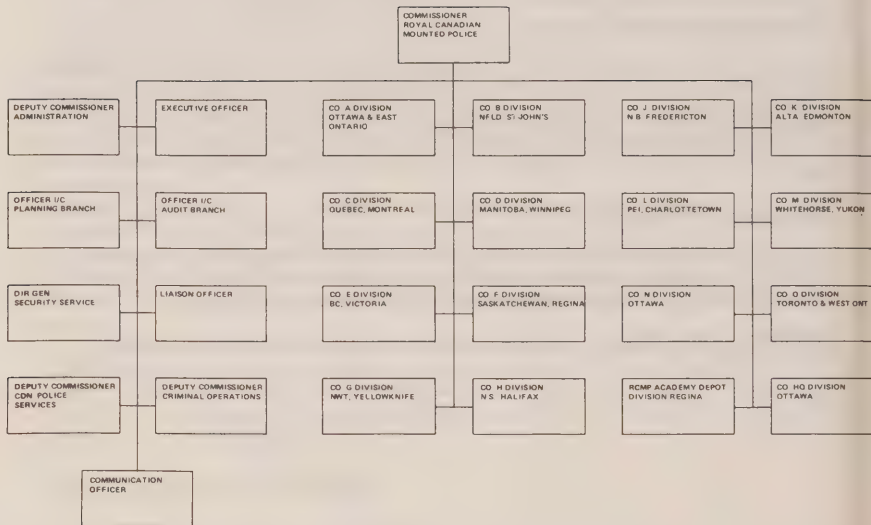 COMMISSIONER
ROYAL CANADIAN
MOUNTED POLICE
DEPUTY COMMISSIONER
ADMINISTRATION
EXECUTIVE OFFICER
CO A DIVISION
OTTAWA & EAST
ONTARIO
CO B DIVISION
NFLD ST JOHN'S
CO J DIVISION
N.B. FREDERICTON
CO K DIVISION
ALTA EDMONTON
OFFICER I/C
PLANNING BRANCH
OFFICER I/C
AUDIT BRANCH
CO C DIVISION
QUEBEC, MONTREAL
CO D DIVISION
MANITOBA, WINNIPEG
CO L DIVISION
PEI, CHARLOTTETOWN
CO M DIVISION
WHITEHORSE, YUKON
DIR GEN
SECURITY SERVICE
LIAISON OFFICER
CO E DIVISION
BC, VICTORIA
CO F DIVISION
SASKATCHEWAN, REGINA
CO N DIVISION
OTTAWA
CO O DIVISION
TORONTO & WEST ONT
DEPUTY COMMISSIONER
CDN POLICE
SERVICES
DEPUTY COMMISSIONER
CRIMINAL OPERATIONS
CO G DIVISION
NWT, YELLOWKNIFE
CO H DIVISION
N.S. HALIFAX
RCMP ACADEMY DEPOT
DIVISION REGINA
CO HQ DIVISION
OTTAWA
COMMUNICATION
OFFICER